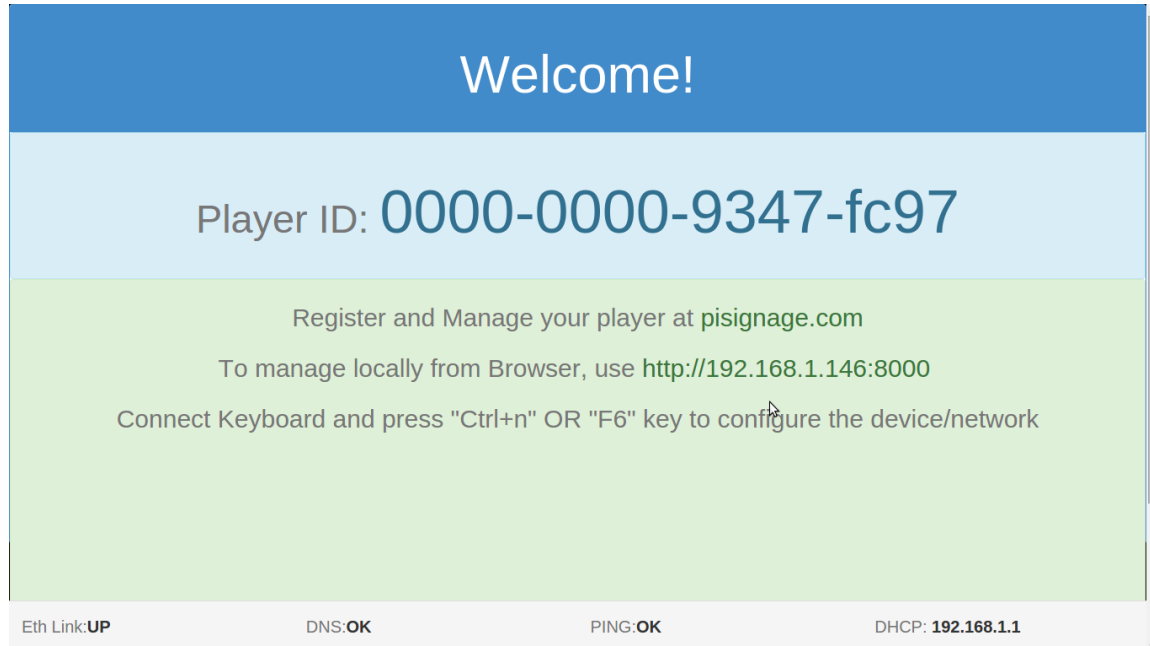 Welcome!
Player ID: 0000-0000-9347-fc97
Register and Manage your player at pisignage.com
To manage locally from Browser, use http://192.168.1.146:8000
Connect Keyboard and press "Ctrl+n" OR "F6" key to configure the device/network
Eth Link:UP DNS:OK PING:OK DHCP: 192.168.1.1